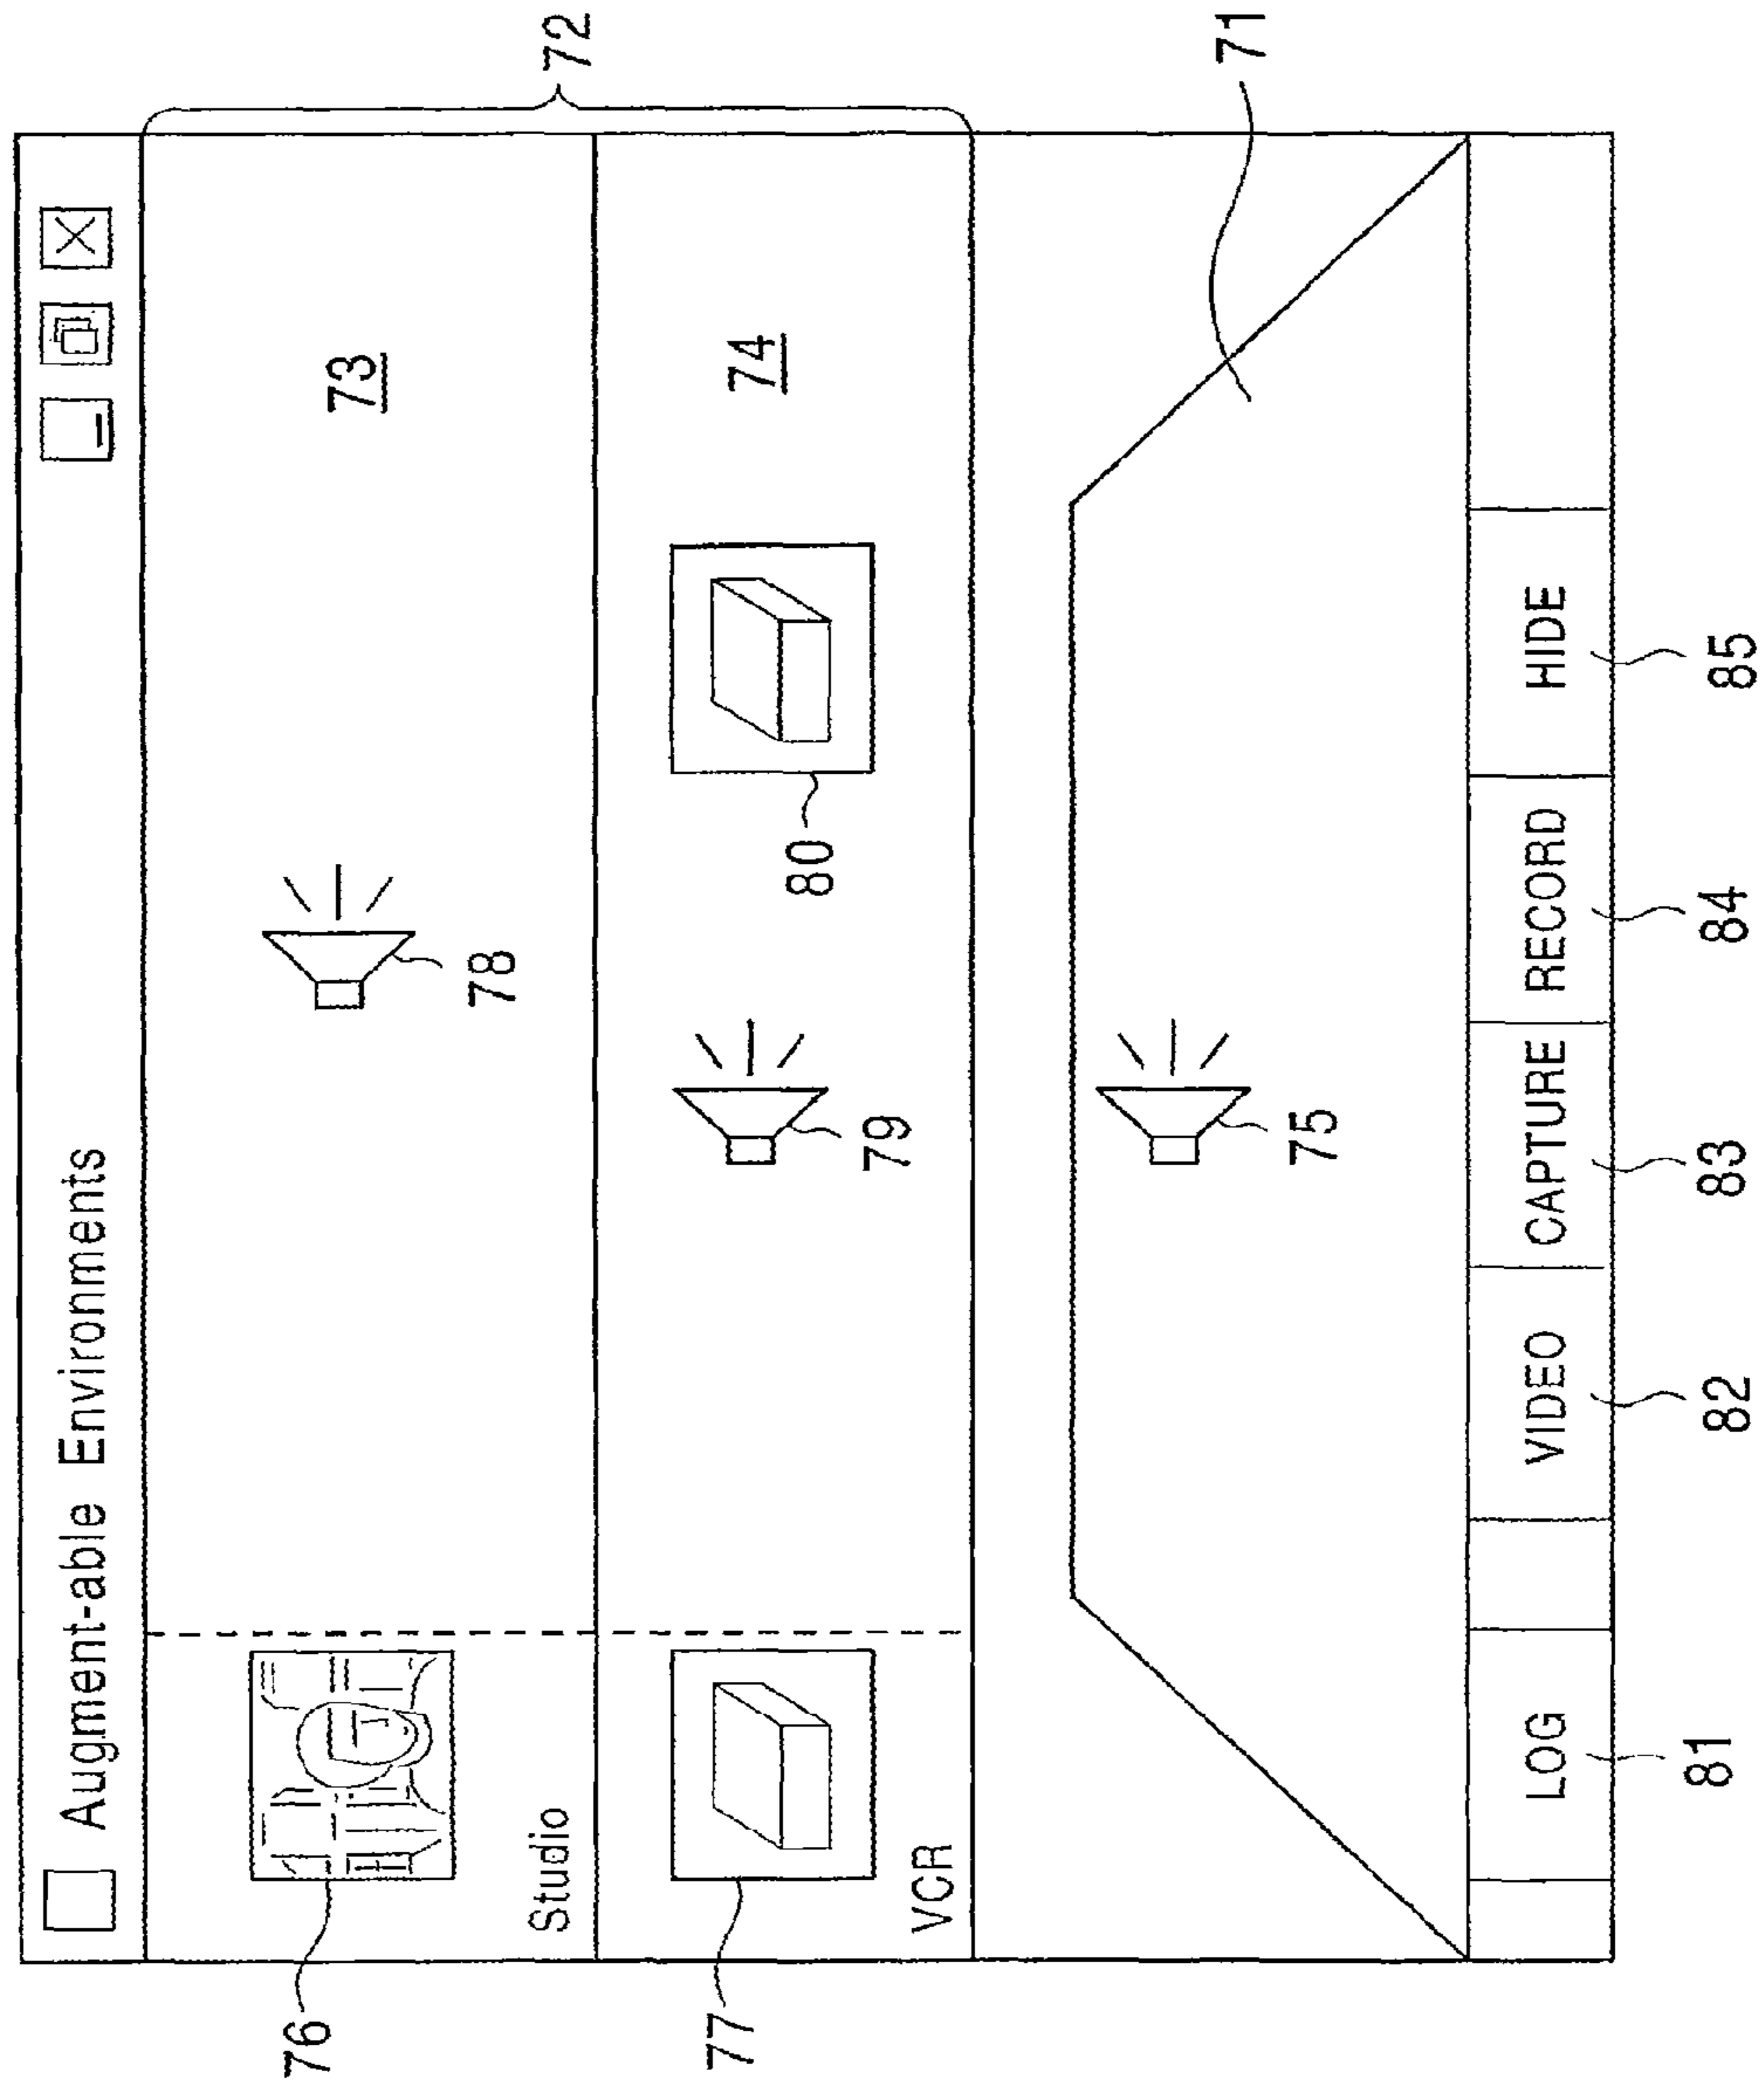 Augment-able Environments
72
73
78
76
Studio
74
80
79
77
VCR
71
75
LOG VIDEO CAPTURE RECORD HIDE
81 82 83 84 85